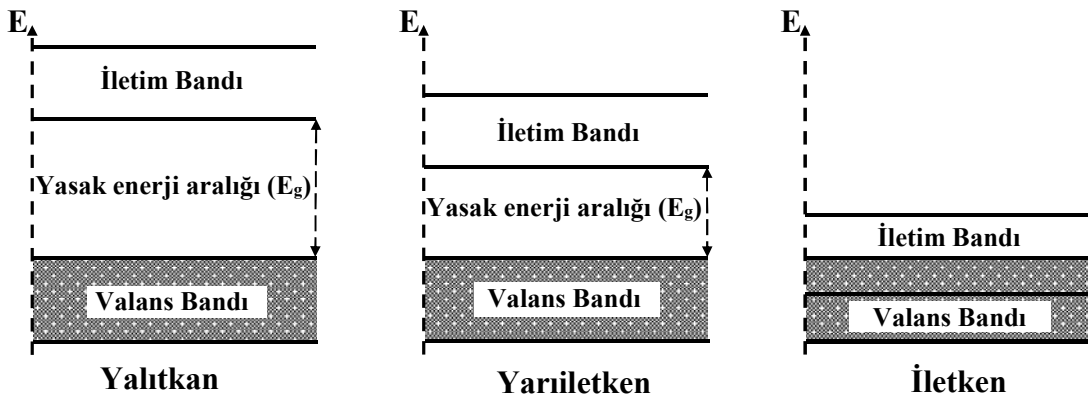 E
İletim Bandı
Yasak enerji aralığı (Eg)
Valans Bandı
Yalıtkan
E
İletim Bandı
Yasak enerji aralığı (Eg)
Valans Bandı
Yarıiletken
E
İletim Bandı
Valans Bandı
İletken